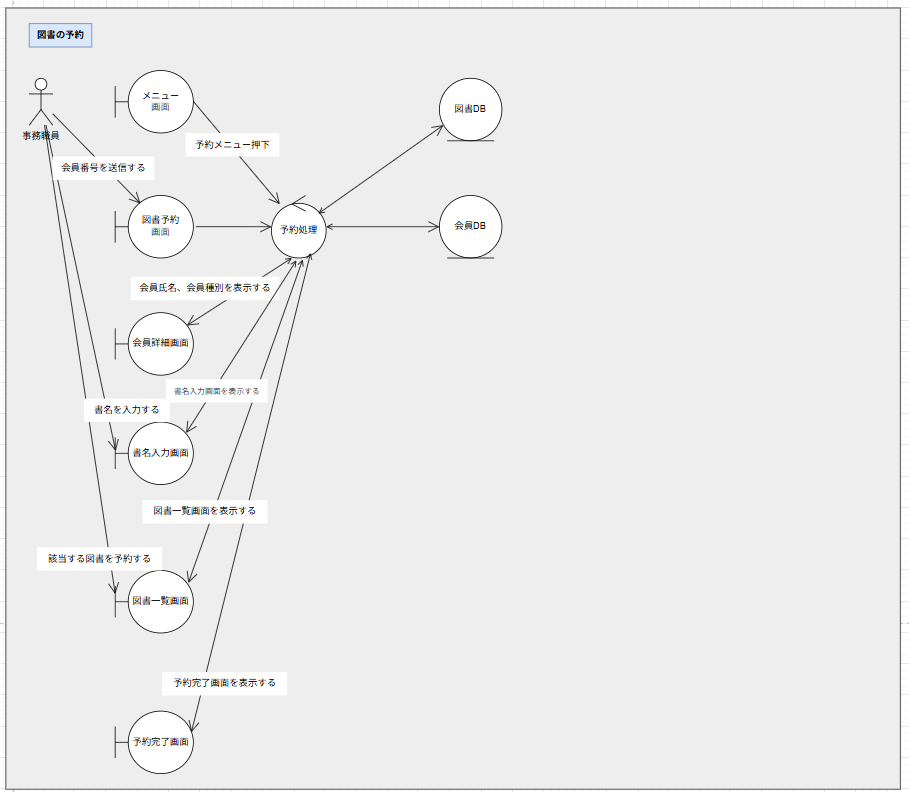 図書の予約
メニュー
画面
図書DB
事務職員
予約メニュー押下
会員番号を送信する
図書予約
画面
予約処理
会員DB
会員氏名、会員種別を表示する
会員詳細画面
書名入力画面を表示する
書名を入力する
書名入力画面
図書一覧画面を表示する
該当する図書を予約する
図書一覧画面
予約完了画面を表示する
予約完了画面